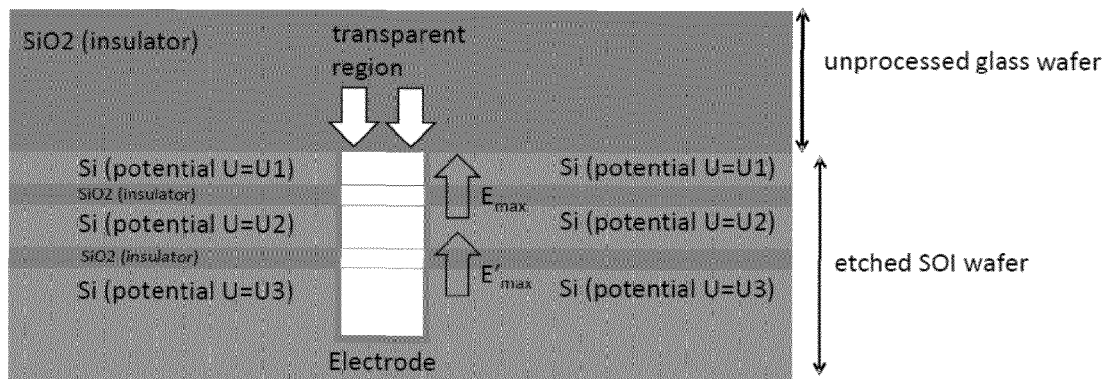 SiO2 (insulator)
transparent
region
unprocessed glass wafer
Si (potential U=U1)
Si (potential U=U1)
SiO2 (insulator)
Emax
Si (potential U=U2)
Si (potential U=U2)
SiO2 (insulator)
etched SOI wafer
E'max
Si (potential U=U3)
Si (potential U=U3)
Electrode